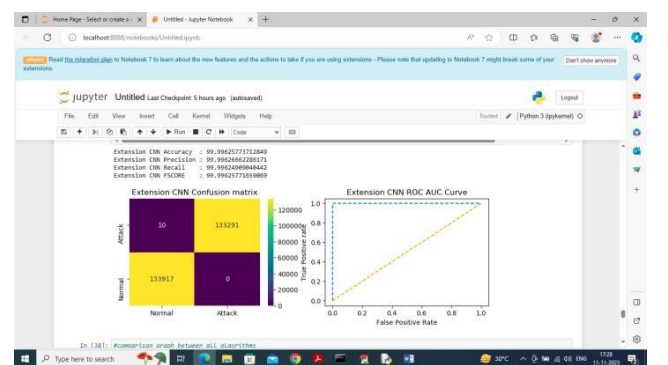 Home Page - Select or create a n
Untitled - Jupyter Notebook
localhost:8888/notebooks/Untitled.ipynb
Read the migration plan to Notebook 7 to learn about the new features and the actions to take if you are using extensions - Please note that updating to Notebook 7 might break some of your extensions.
Don't show anymore
jupyter Untitled Last Checkpoint: 5 hours ago (autosaved)
Logout
File Edit View Insert Cell Kernel Widgets Help
Trusted
Python 3 (ipykernel)
Run
Code
Extension CNN Accuracy : 99.99625773712849
Extension CNN Precision : 99.99626662286171
Extension CNN Recall : 99.99624909040442
Extension CNN FSCORE : 99.99625771659069
Extension CNN Confusion matrix
Attack
Normal
10
133291
133917
0
Normal
Attack
120000
100000
80000
60000
40000
20000
0
Extension CNN ROC AUC Curve
True Positive rate
1.0
0.8
0.6
0.4
0.2
0.0
0.0 0.2 0.4 0.6 0.8 1.0
False Positive Rate
In [38]: #comparison graph between all algorithms
Type here to search
30°C
ENG
17:28
11-11-2023